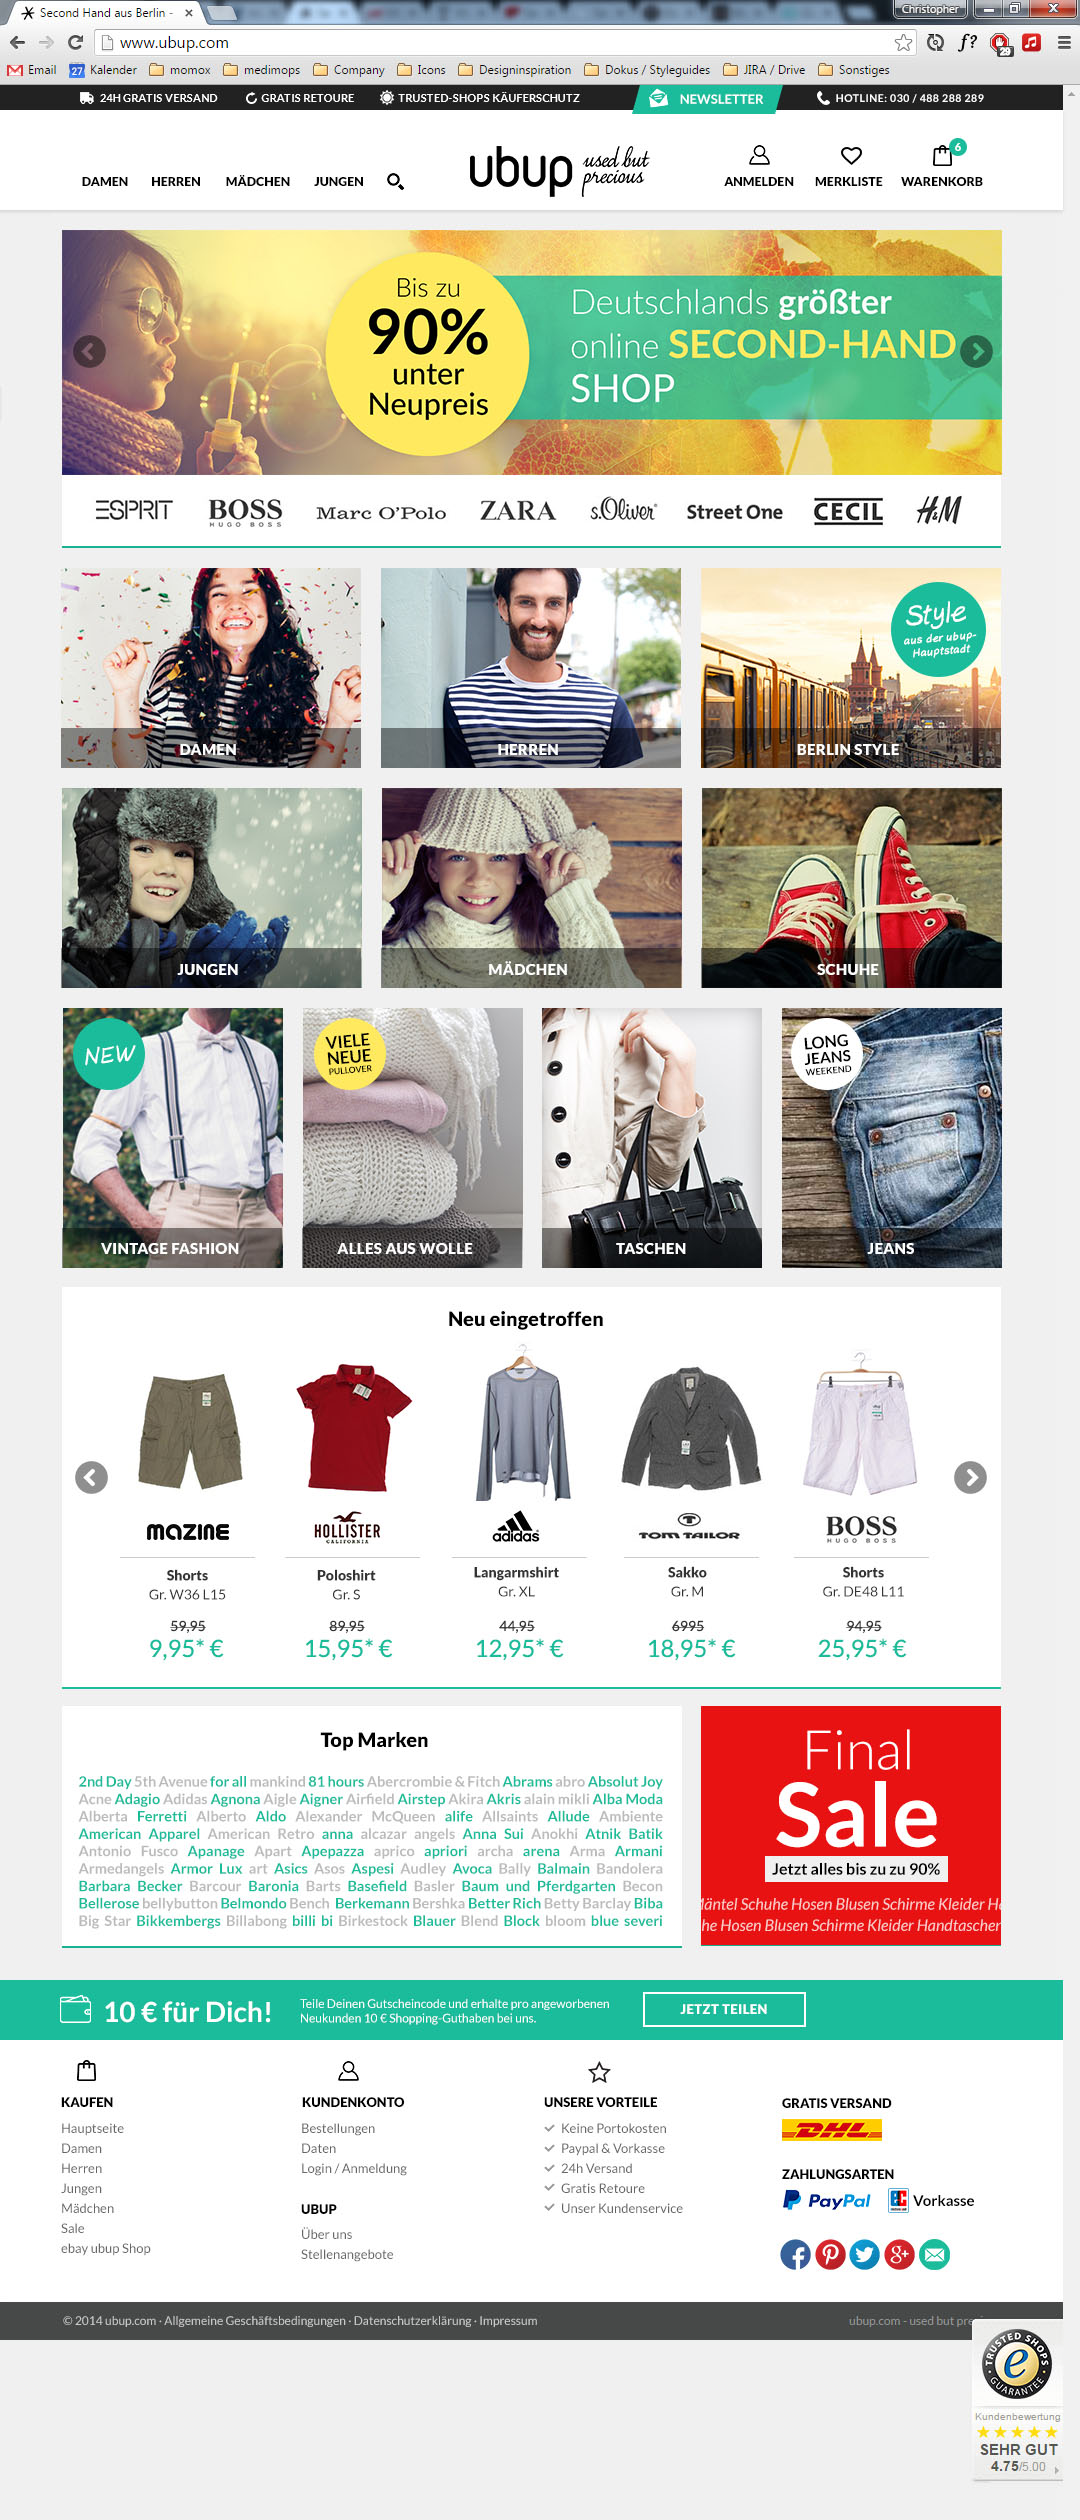 Second Hand aus Berlin -
Christopher
www.ubup.com
f?
29
Email
27
Kalender
momox
medimops
Company
Icons
Designinspiration
Dokus / Styleguides
JIRA / Drive
Sonstiges
24H GRATIS VERSAND
GRATIS RETOURE
TRUSTED-SHOPS KÄUFERSCHUTZ
NEWSLETTER
HOTLINE: 030 / 488 288 289
DAMEN
HERREN
MÄDCHEN
JUNGEN
ubup used but
precious
ANMELDEN
MERKLISTE
6
WARENKORB
Bis zu
90%
unter
Neupreis
Deutschlands größter
online SECOND-HAND
SHOP
ESPRIT
BOSS
HUGO BOSS
Marc O'Polo
ZARA
s.Oliver®
Street One
CECIL
H&M
DAMEN
HERREN
Style
aus der ubup-
Hauptstadt
BERLIN STYLE
JUNGEN
MÄDCHEN
SCHUHE
NEW
VINTAGE FASHION
VIELE
NEUE
PULLOVER
ALLES AUS WOLLE
TASCHEN
LONG
JEANS
WEEKEND
JEANS
Neu eingetroffen
mazine
HOLLISTER
CALIFORNIA
adidas
TOM TAILOR
BOSS
HUGO BOSS
Shorts
Gr. W36 L15
59,95
9,95* €
Poloshirt
Gr. S
89,95
15,95* €
Langarmshirt
Gr. XL
44,95
12,95* €
Sakko
Gr. M
6995
18,95* €
Shorts
Gr. DE48 L11
94,95
25,95* €
Top Marken
2nd Day 5th Avenue for all mankind 81 hours Abercrombie & Fitch Abrams abro Absolut Joy
Acne Adagio Adidas Agnona Aigle Aigner Airfield Airstep Akira Akris alain mikli Alba Moda
Alberta Ferretti Alberto Aldo Alexander McQueen alife Allsaints Allude Ambiente
American Apparel American Retro anna alcazar angels Anna Sui Anokhi Atnik Batik
Antonio Fusco Apanage Apart Apepazza aprico apriori archa arena Arma Armani
Armedangels Armor Lux art Asics Asos Aspesi Audley Avoca Bally Balmain Bandolera
Barbara Becker Barcour Baronia Barts Basefield Basler Baum und Pferdgarten Becon
Bellerose bellybutton Belmondo Bench Berkemann Bershka Better Rich Betty Barclay Biba
Big Star Bikkembergs Billabong billi bi Birkestock Blauer Blend Block bloom blue severi
Final
Sale
Jetzt alles bis zu zu 90%
Mäntel Schuhe Hosen Blusen Schirme Kleider H
he Hosen Blusen Schirme Kleider Handtaschen
10 € für Dich!
Teile Deinen Gutscheincode und erhalte pro angeworbenen
Neukunden 10 € Shopping-Guthaben bei uns.
JETZT TEILEN
KAUFEN
Hauptseite
Damen
Herren
Jungen
Mädchen
Sale
ebay ubup Shop
KUNDENKONTO
Bestellungen
Daten
Login / Anmeldung
UBUP
Über uns
Stellenangebote
UNSERE VORTEILE
Keine Portokosten
Paypal & Vorkasse
24h Versand
Gratis Retoure
Unser Kundenservice
GRATIS VERSAND
DHL
ZAHLUNGSARTEN
PayPal
Vorkasse
© 2014 ubup.com · Allgemeine Geschäftsbedingungen · Datenschutzerklärung · Impressum
ubup.com - used but pre
TRUSTED SHOPS
e
GUARANTEE
Kundenbewertung
SEHR GUT
4.75/5.00